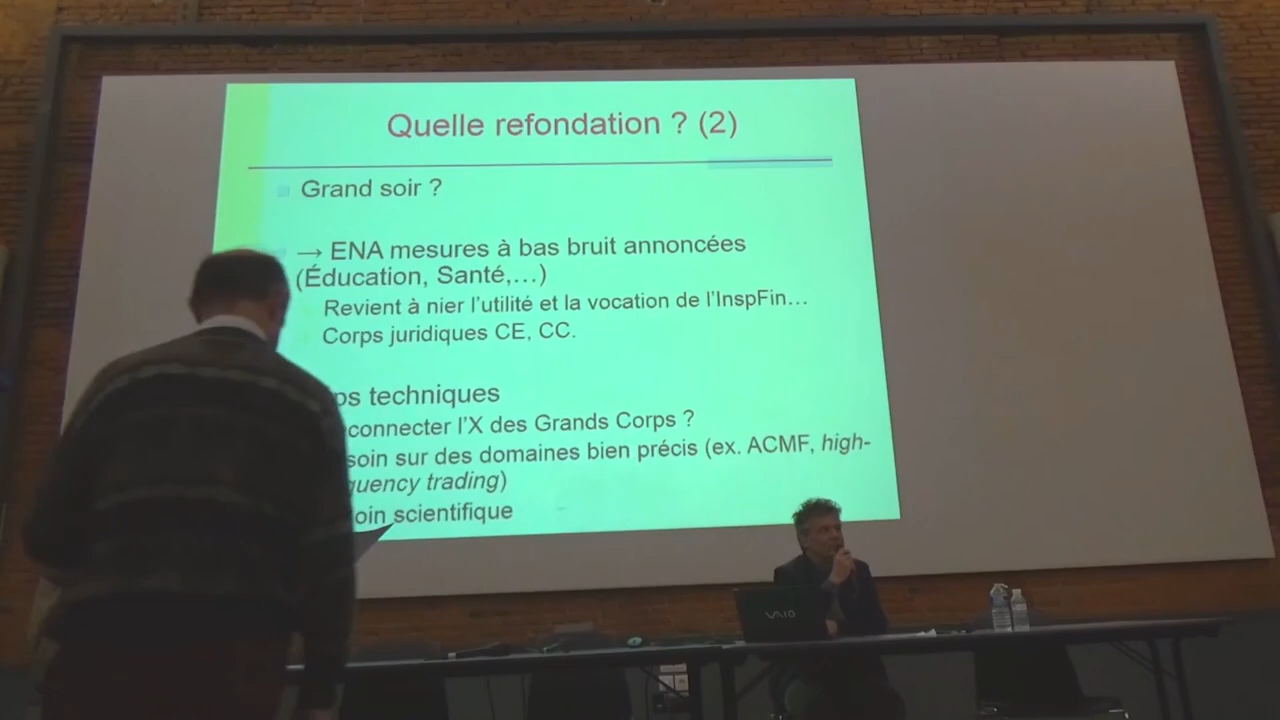 Quelle refondation ? (2)
Grand soir ?
→ ENA mesures à bas bruit annoncées
(Éducation, Santé,…)
Revient à nier l'utilité et la vocation de l'InspFin…
Corps juridiques CE, CC.
ps techniques
connecter l'X des Grands Corps ?
soin sur des domaines bien précis (ex. ACMF, high-
quency trading)
oin scientifique
VAIO